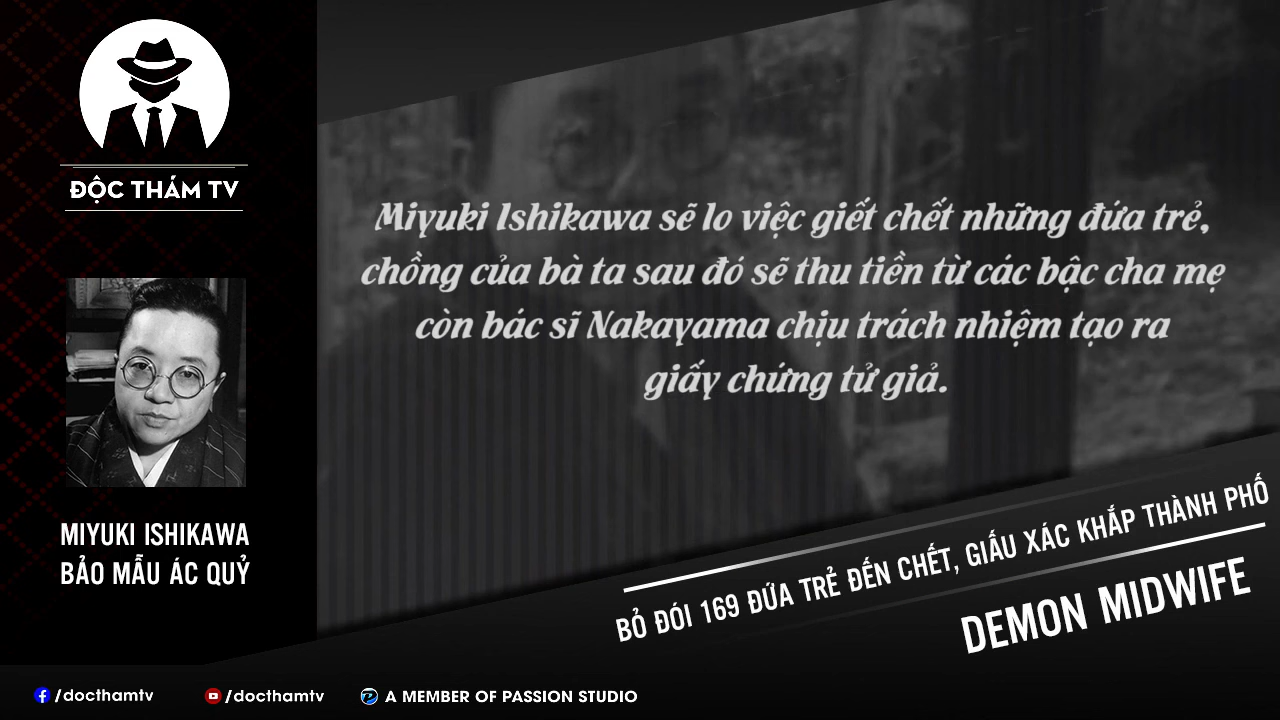 ĐỘC THÁM TV
MIYUKI ISHIKAWA
BẢO MẪU ÁC QUỶ
Miyuki Ishikawa sẽ lo việc giết chết những đứa trẻ,
chồng của bà ta sau đó sẽ thu tiền từ các bậc cha mẹ
còn bác sĩ Nakayama chịu trách nhiệm tạo ra
giấy chứng tử giả.
BỎ ĐÓI 169 ĐỨA TRẺ ĐẾN CHẾT, GIẤU XÁC KHẮP THÀNH PHỐ
DEMON MIDWIFE
/docthamtv
/docthamtv
A MEMBER OF PASSION STUDIO